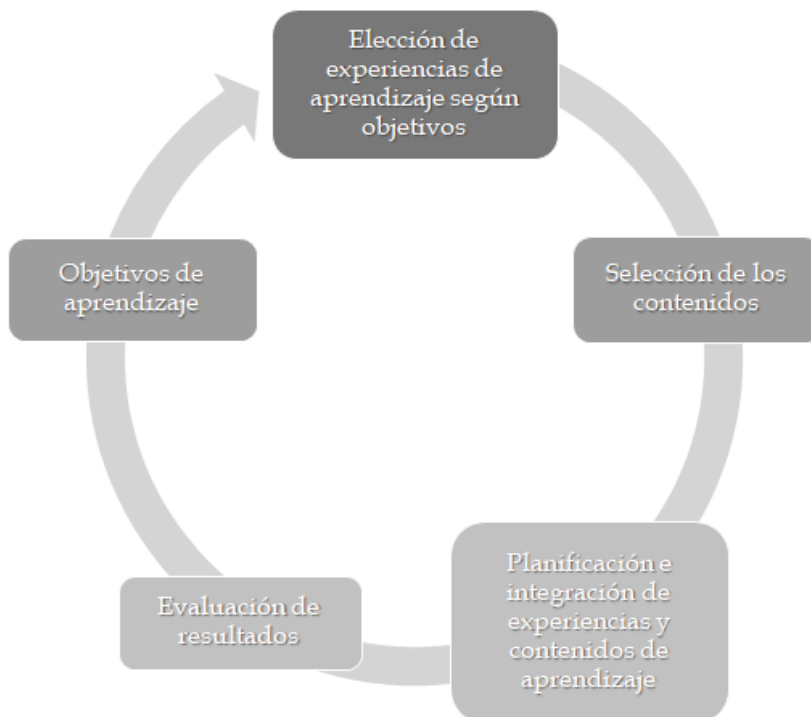 Elección de
experiencias de
aprendizaje según
objetivos
Selección de los
contenidos
Planificación e
integración de
experiencias y
contenidos de
aprendizaje
Evaluación de
resultados
Objetivos de
aprendizaje